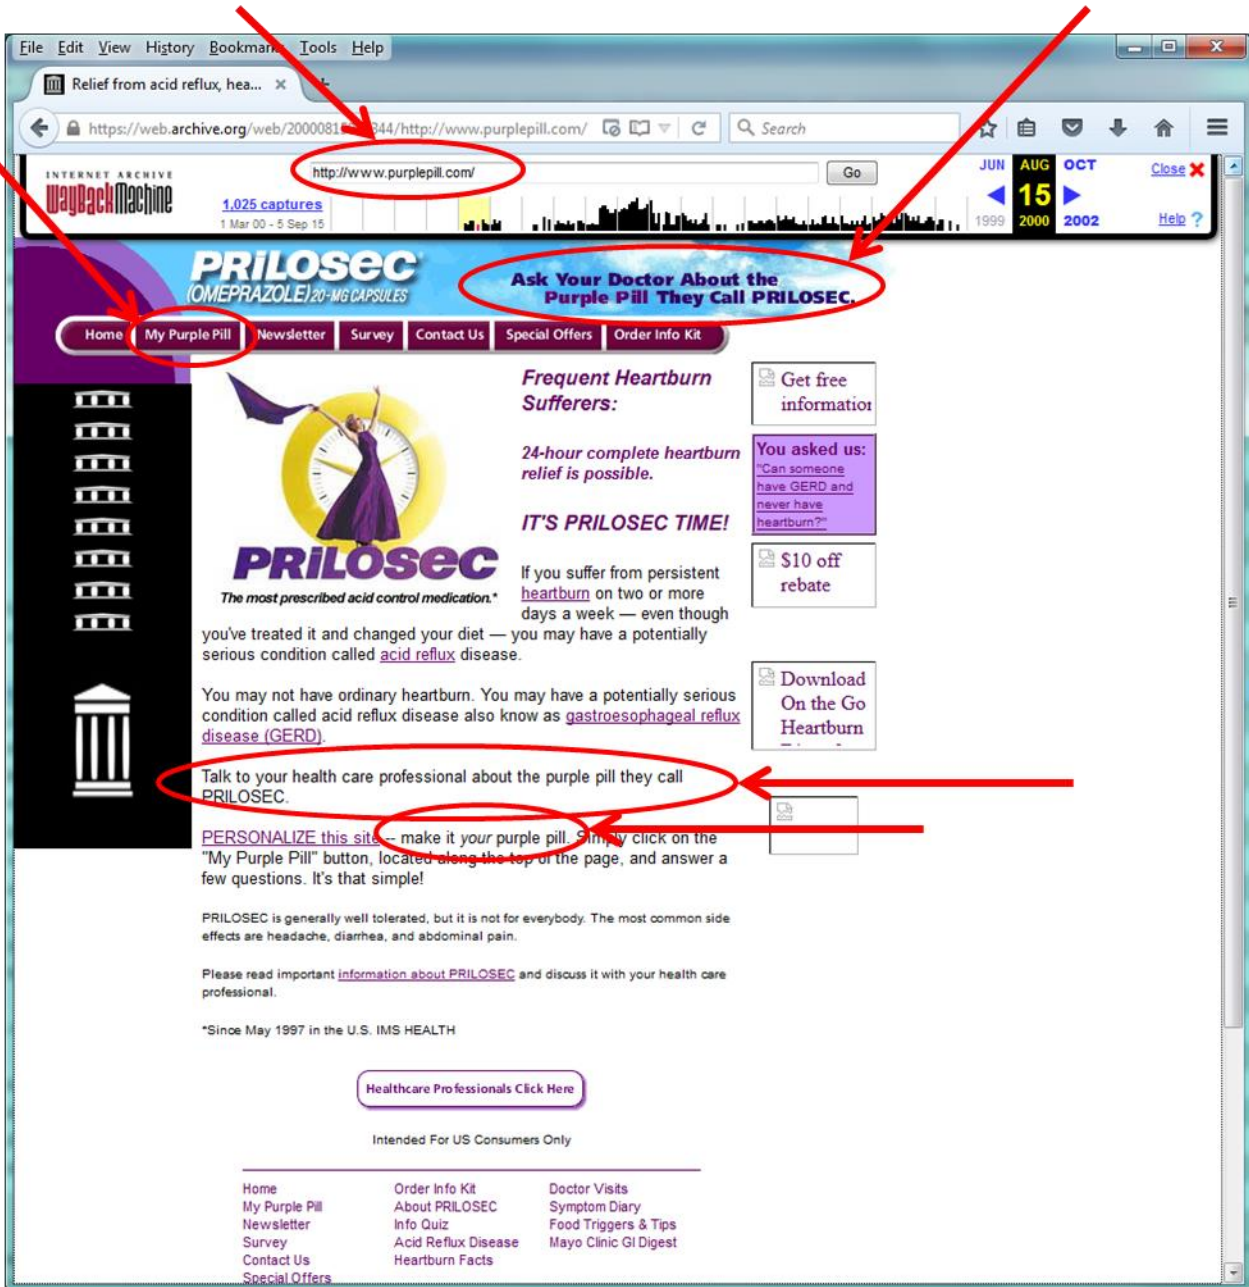 File Edit View History Bookmarks Tools Help
Relief from acid reflux, hea...
https://web.archive.org/web/20000815 344/http://www.purplepill.com/ Search
INTERNET ARCHIVE
WayBackMachine
http://www.purplepill.com/ Go
1,025 captures
1 Mar 00 - 5 Sep 15
JUN AUG OCT
15
1999 2000 2002
Close
Help ?
PRiLOSEC
(OMEPRAZOLE) 20-MG CAPSULES
Ask Your Doctor About the
Purple Pill They Call PRILOSEC.
Home My Purple Pill Newsletter Survey Contact Us Special Offers Order Info Kit
PRiLOSEC
The most prescribed acid control medication.*
Frequent Heartburn
Sufferers:
24-hour complete heartburn
relief is possible.
IT'S PRILOSEC TIME!
If you suffer from persistent
heartburn on two or more
days a week — even though
you've treated it and changed your diet — you may have a potentially
serious condition called acid reflux disease.
You may not have ordinary heartburn. You may have a potentially serious
condition called acid reflux disease also know as gastroesophageal reflux
disease (GERD).
Talk to your health care professional about the purple pill they call
PRILOSEC.
PERSONALIZE this site -- make it your purple pill. Simply click on the
"My Purple Pill" button, located along the top of the page, and answer a
few questions. It's that simple!
PRILOSEC is generally well tolerated, but it is not for everybody. The most common side
effects are headache, diarrhea, and abdominal pain.
Please read important information about PRILOSEC and discuss it with your health care
professional.
*Since May 1997 in the U.S. IMS HEALTH
Get free
information
You asked us:
"Can someone
have GERD and
never have
heartburn?"
$10 off
rebate
Download
On the Go
Heartburn
Healthcare Professionals Click Here
Intended For US Consumers Only
Home
My Purple Pill
Newsletter
Survey
Contact Us
Special Offers
Order Info Kit
About PRILOSEC
Info Quiz
Acid Reflux Disease
Heartburn Facts
Doctor Visits
Symptom Diary
Food Triggers & Tips
Mayo Clinic GI Digest